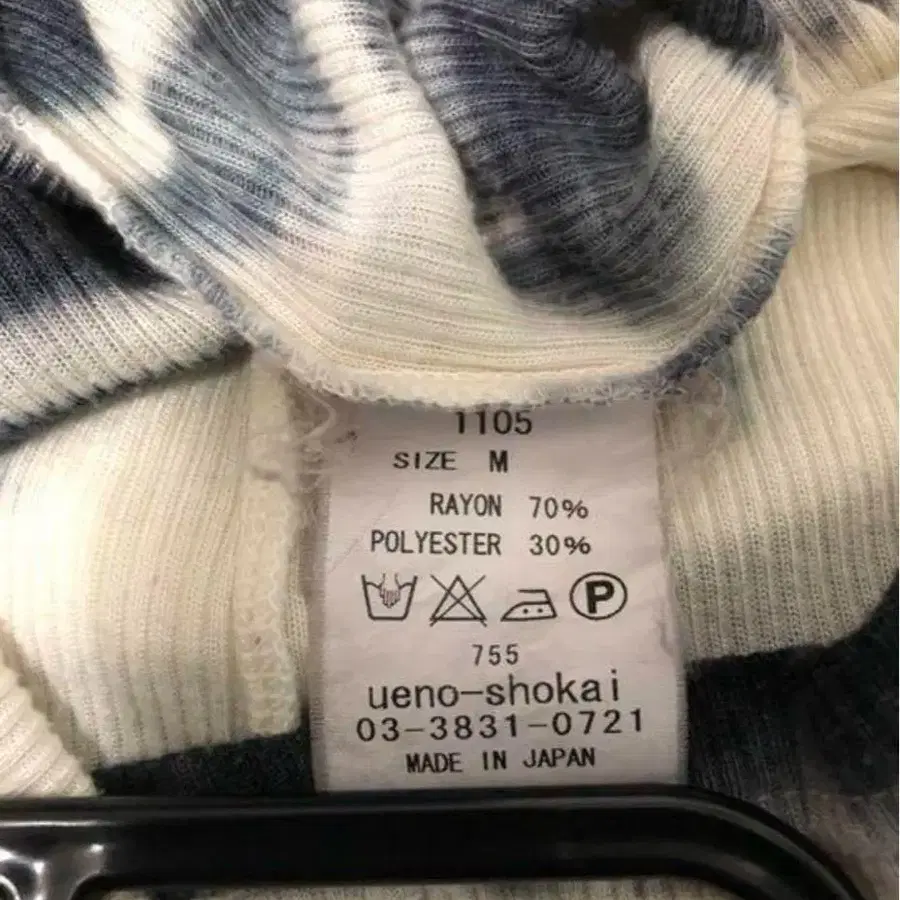 1105
SIZE M
RAYON 70%
POLYESTER 30%
P
755
ueno-shokai
03-3831-0721
MADE IN JAPAN